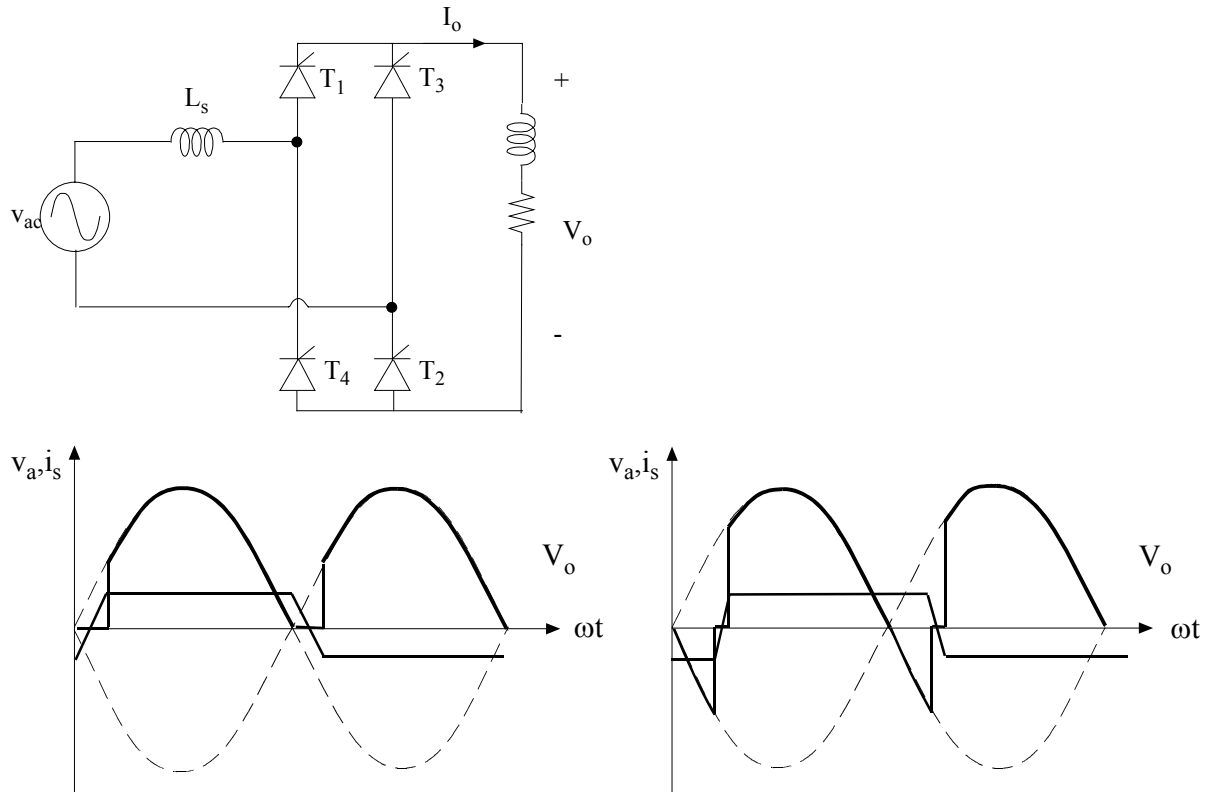 I_o
T_1
T_3
+
L_s
v_ac
V_o
-
T_4
T_2
v_a,i_s
V_o
ωt
v_a,i_s
V_o
ωt